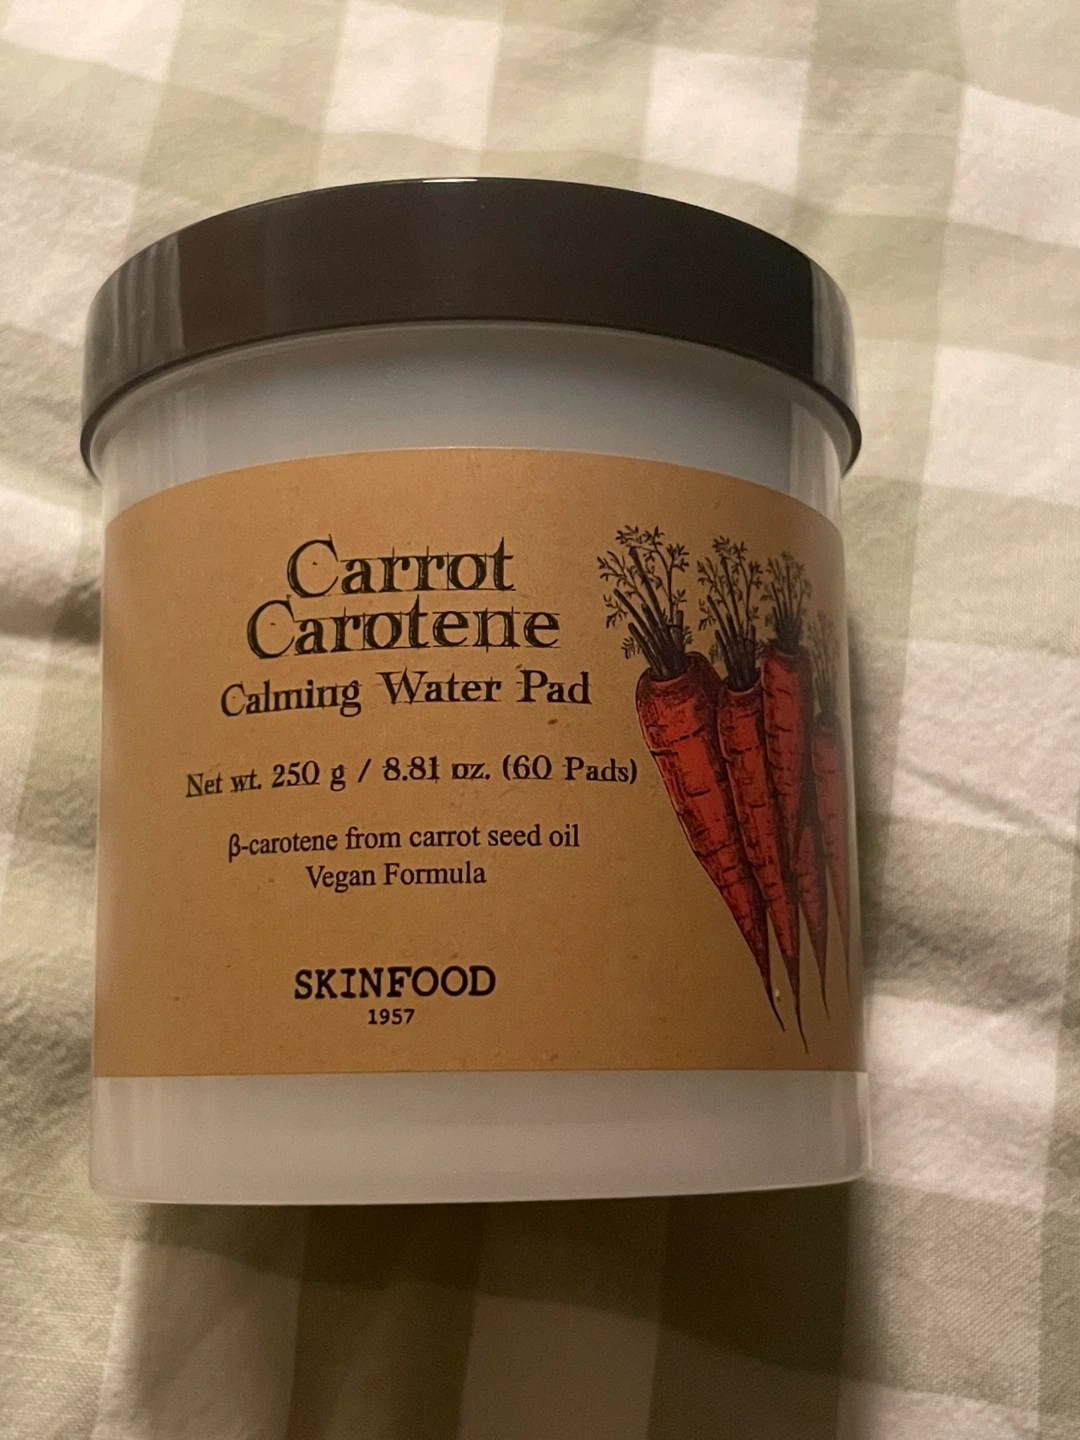 Carrot
Carotene
Calming Water Pad
Net wt. 250 g / 8.81 oz. (60 Pads)
β-carotene from carrot seed oil
Vegan Formula
SKINFOOD
1957